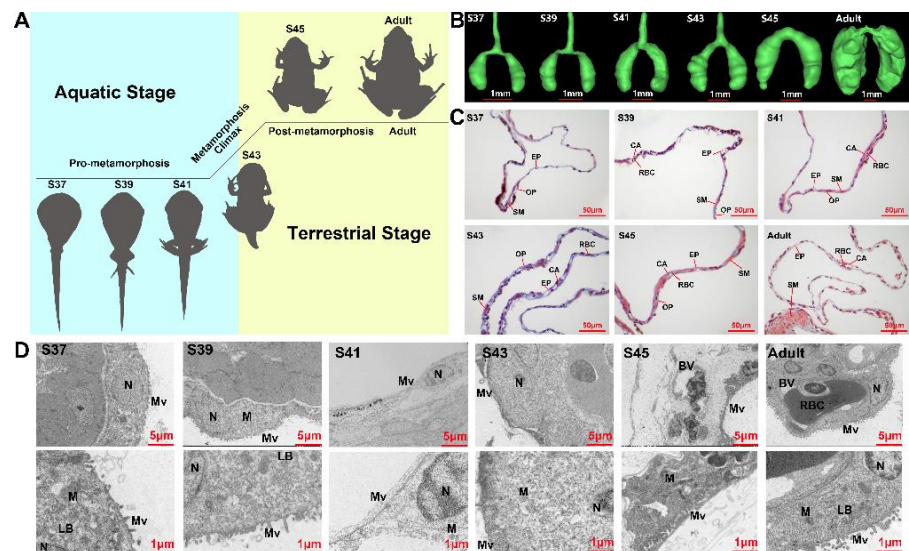 A
Aquatic Stage
Pro-metamorphosis
Metamorphosis
Climax
Post-metamorphosis
Adult
S37
S39
S41
S43
S45
Adult
Terrestrial Stage
B
S37
S39
S41
S43
S45
Adult
1mm
1mm
1mm
1mm
1mm
1mm
C
S37
EP
OP
SM
50μm
S39
CA
RBC
EP
SM
OP
50μm
S41
CA
RBC
EP
SM
OP
50μm
S43
OP
RBC
CA
EP
SM
50μm
S45
CA
EP
RBC
SM
OP
50μm
Adult
EP
RBC
CA
SM
50μm
D
S37
N
Mv
5μm
S39
N
M
Mv
5μm
S41
Mv
N
5μm
S43
N
Mv
5μm
S45
BV
Mv
5μm
Adult
BV
RBC
N
Mv
5μm
M
LB
N
Mv
1μm
LB
N
M
Mv
1μm
Mv
N
M
1μm
M
N
Mv
1μm
M
Mv
1μm
N
M
LB
Mv
1μm